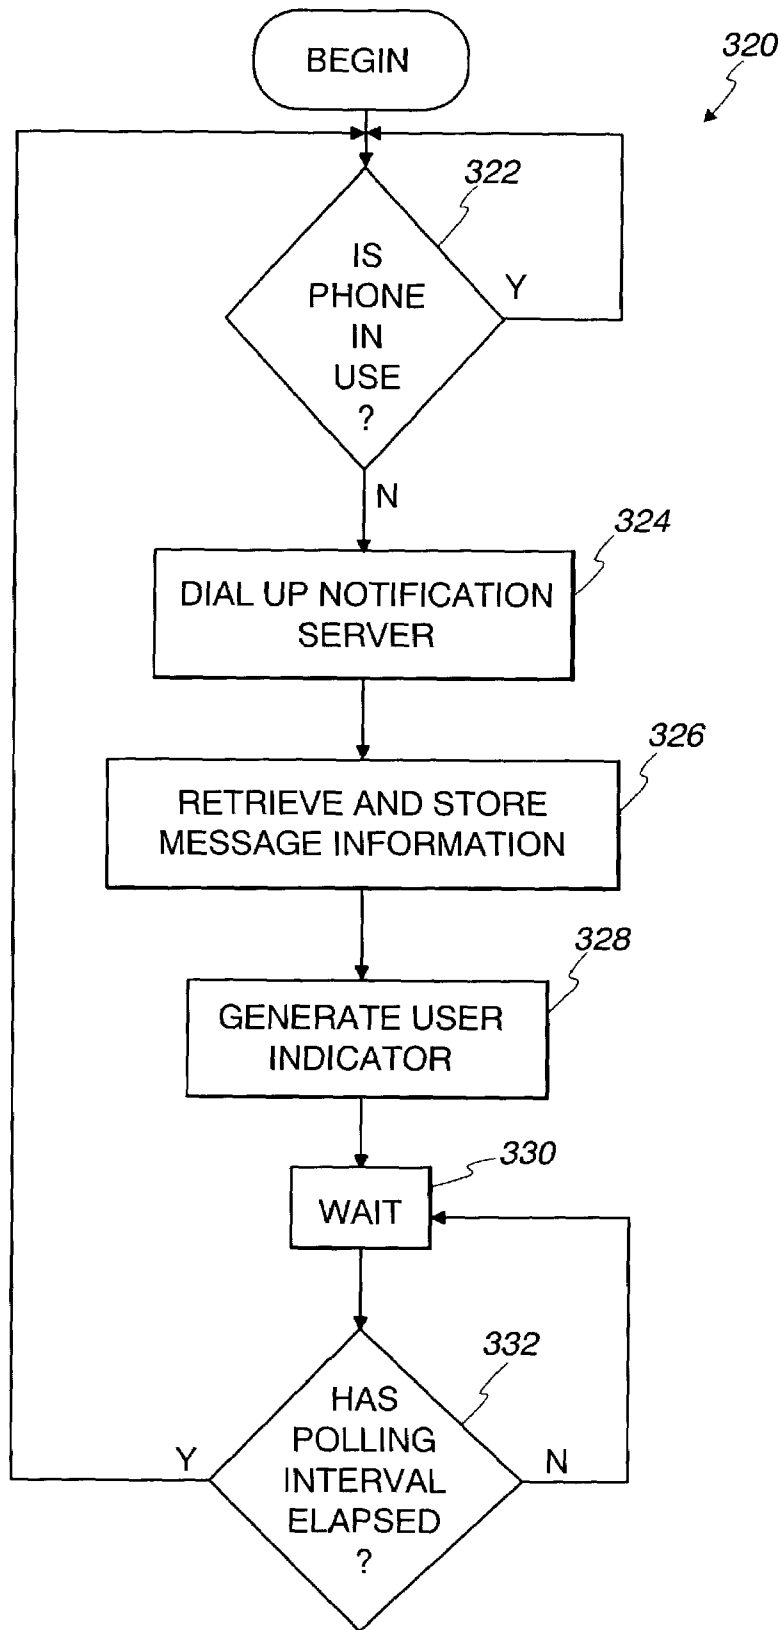 BEGIN
320
322
IS
PHONE
IN
USE
?
Y
N
324
DIAL UP NOTIFICATION
SERVER
326
RETRIEVE AND STORE
MESSAGE INFORMATION
328
GENERATE USER
INDICATOR
330
WAIT
332
HAS
POLLING
INTERVAL
ELAPSED
?
Y
N